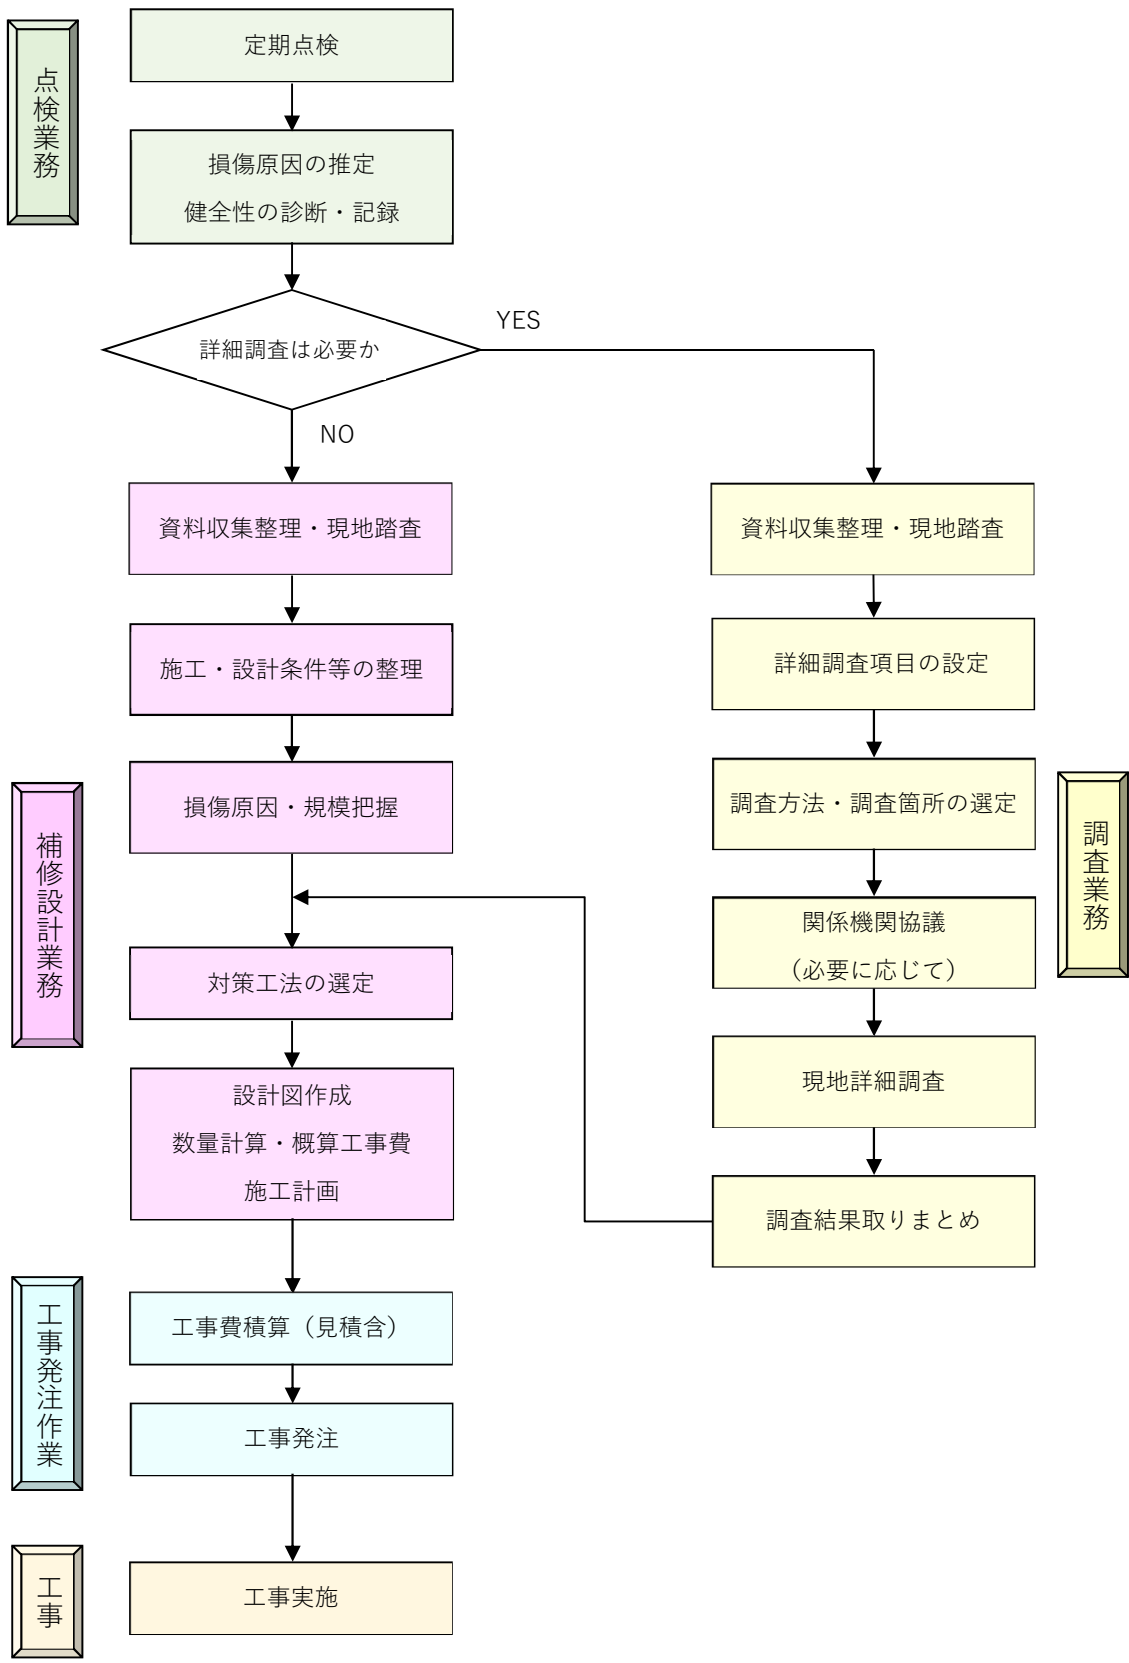 点検業務
定期点検
損傷原因の推定
健全性の診断・記録
詳細調査は必要か
YES
NO
補修設計業務
資料収集整理・現地踏査
施工・設計条件等の整理
損傷原因・規模把握
対策工法の選定
設計図作成
数量計算・概算工事費
施工計画
調査業務
資料収集整理・現地踏査
詳細調査項目の設定
調査方法・調査箇所の選定
関係機関協議
（必要に応じて）
現地詳細調査
調査結果取りまとめ
工事発注作業
工事費積算（見積含）
工事発注
工事
工事実施